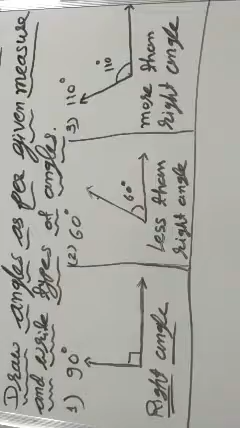 Draw angles as per given measure
and write types of angles.
1) 90°
(2) 60°
3) 110°
60°
110°
Right angle
Less than
right angle
more than
right angle